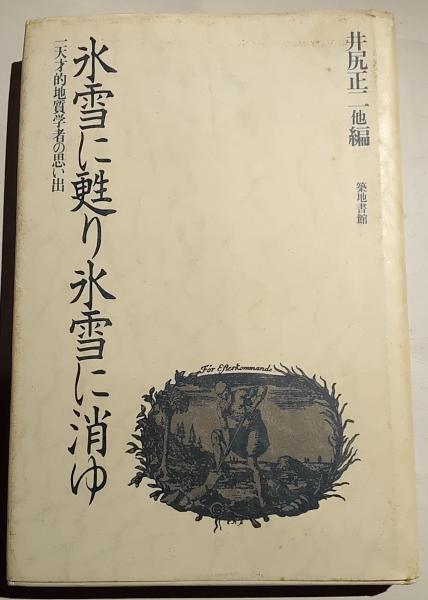 井尻正二他編
築地書館
氷雪に甦り氷雪に消ゆ
一天才的地質学者の思い出
För Efterkommande